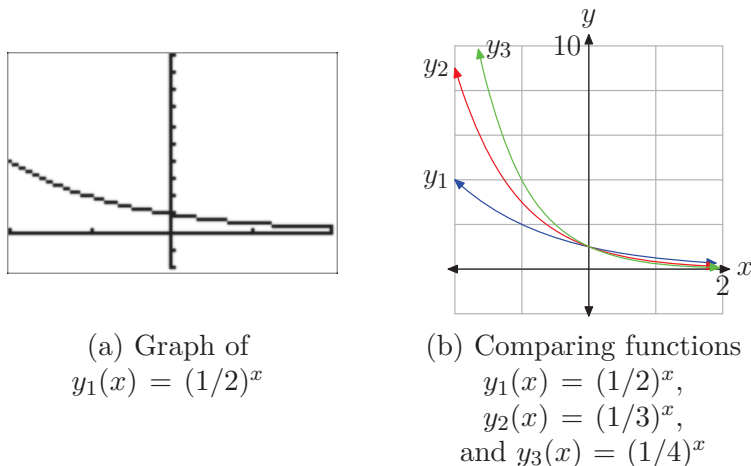 y
10
y₃
y₂
y₁
x
2
(a) Graph of
y₁(x) = (1/2)ˣ
(b) Comparing functions
y₁(x) = (1/2)ˣ,
y₂(x) = (1/3)ˣ,
and y₃(x) = (1/4)ˣ